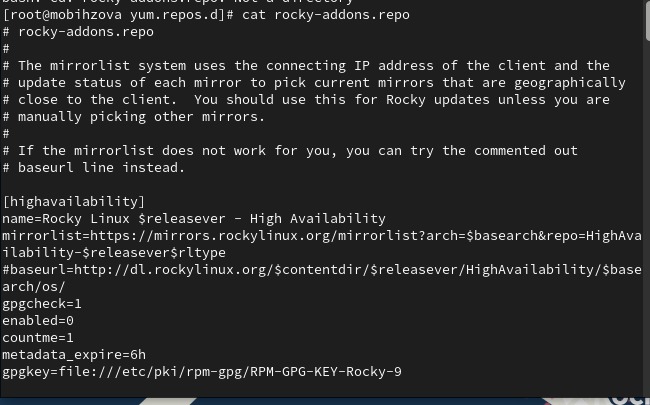 [root@mobihzova yum.repos.d]# cat rocky-addons.repo
# rocky-addons.repo
#
# The mirrorlist system uses the connecting IP address of the client and the
# update status of each mirror to pick current mirrors that are geographically
# close to the client.  You should use this for Rocky updates unless you are
# manually picking other mirrors.
#
# If the mirrorlist does not work for you, you can try the commented out
# baseurl line instead.

[highavailability]
name=Rocky Linux $releasever - High Availability
mirrorlist=https://mirrors.rockylinux.org/mirrorlist?arch=$basearch&repo=HighAva
ilability-$releasever$rltype
#baseurl=http://dl.rockylinux.org/$contentdir/$releasever/HighAvailability/$base
arch/os/
gpgcheck=1
enabled=0
countme=1
metadata_expire=6h
gpgkey=file:///etc/pki/rpm-gpg/RPM-GPG-KEY-Rocky-9